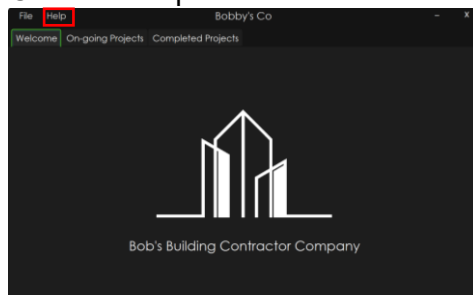 File Help Bobby's Co - x
Welcome On-going Projects Completed Projects
Bob's Building Contractor Company